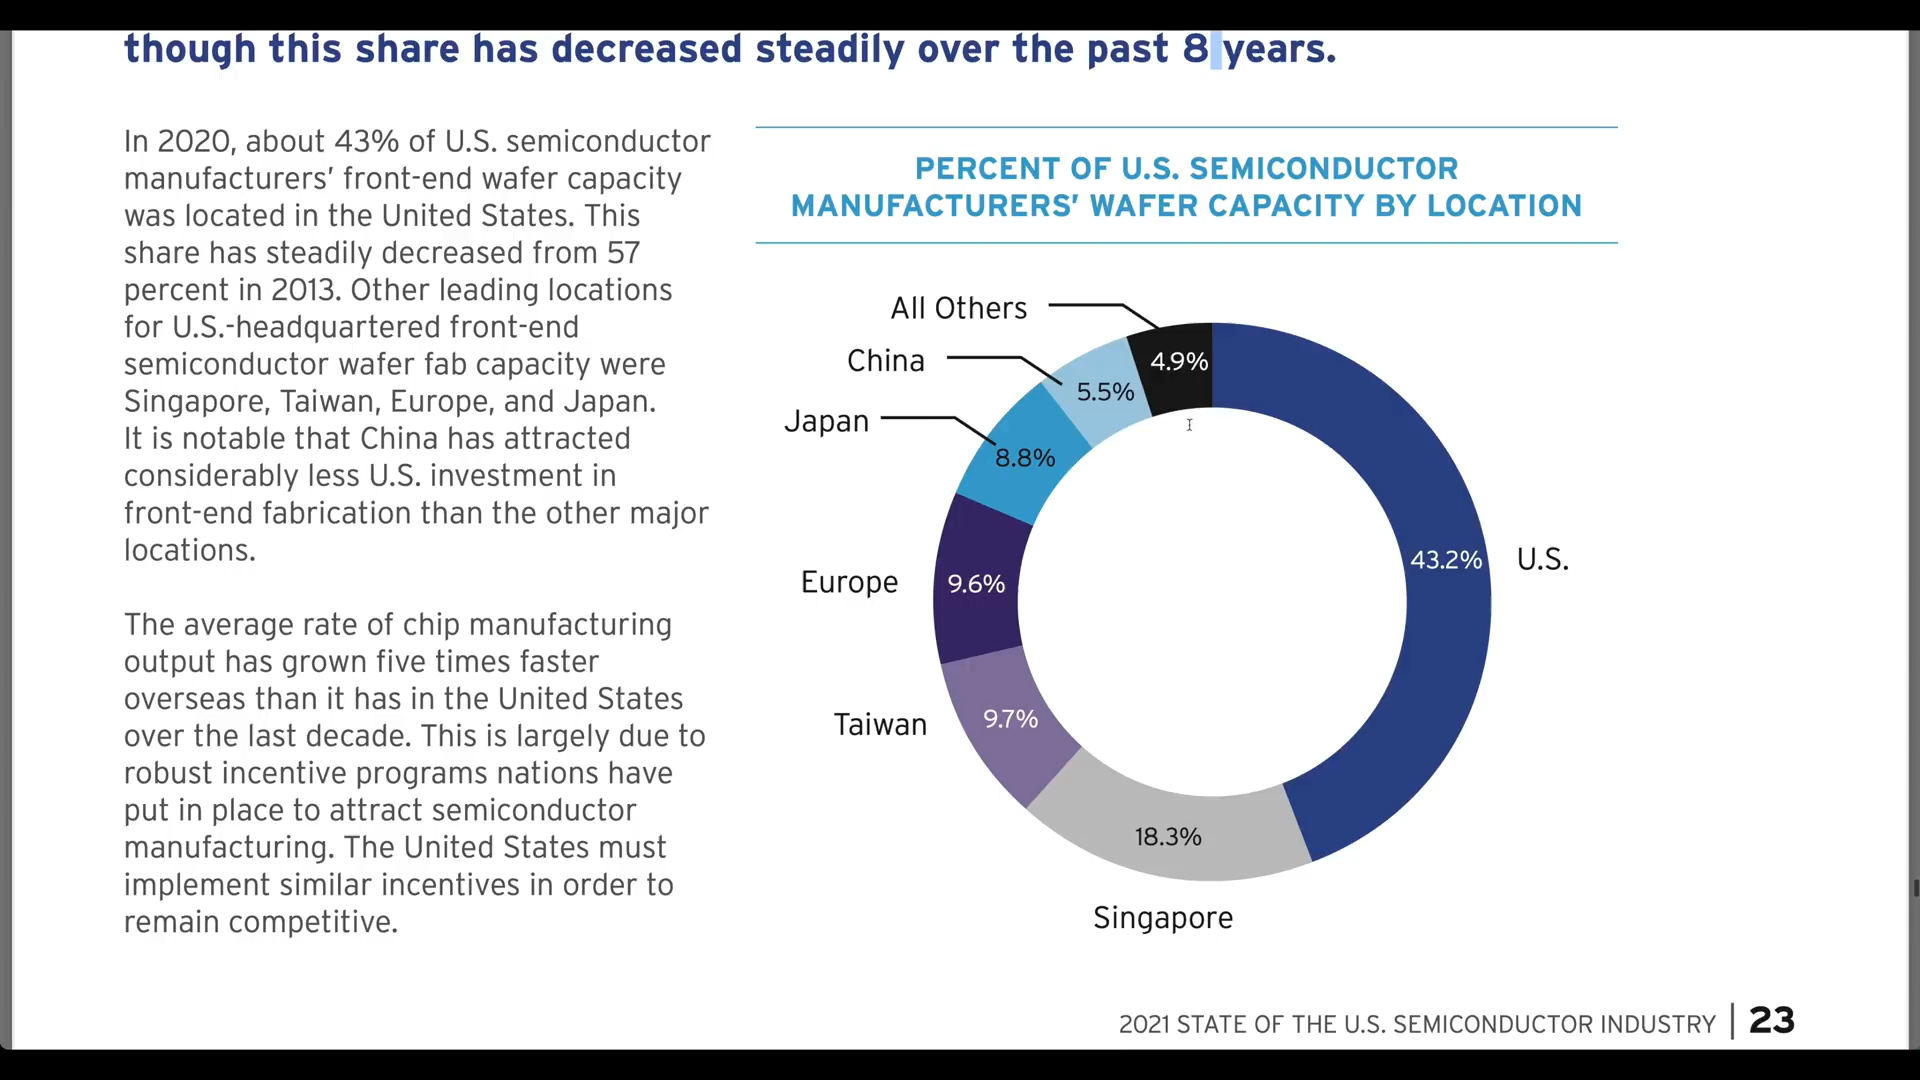 though this share has decreased steadily over the past 8 years.
In 2020, about 43% of U.S. semiconductor
manufacturers’ front-end wafer capacity
was located in the United States. This
share has steadily decreased from 57
percent in 2013. Other leading locations
for U.S.-headquartered front-end
semiconductor wafer fab capacity were
Singapore, Taiwan, Europe, and Japan.
It is notable that China has attracted
considerably less U.S. investment in
front-end fabrication than the other major
locations.
The average rate of chip manufacturing
output has grown five times faster
overseas than it has in the United States
over the last decade. This is largely due to
robust incentive programs nations have
put in place to attract semiconductor
manufacturing. The United States must
implement similar incentives in order to
remain competitive.
PERCENT OF U.S. SEMICONDUCTOR
MANUFACTURERS’ WAFER CAPACITY BY LOCATION
All Others
4.9%
China
5.5%
Japan
8.8%
Europe
9.6%
Taiwan
9.7%
18.3%
Singapore
43.2%
U.S.
2021 STATE OF THE U.S. SEMICONDUCTOR INDUSTRY | 23